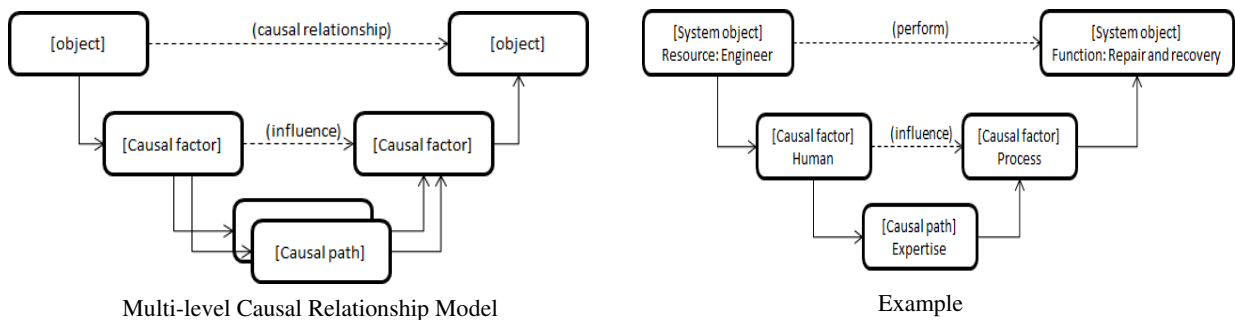 [object]
(causal relationship)
[object]
[Causal factor]
(influence)
[Causal factor]
[Causal path]
Multi-level Causal Relationship Model
[System object]
Resource: Engineer
(perform)
[System object]
Function: Repair and recovery
[Causal factor]
Human
(influence)
[Causal factor]
Process
[Causal path]
Expertise
Example